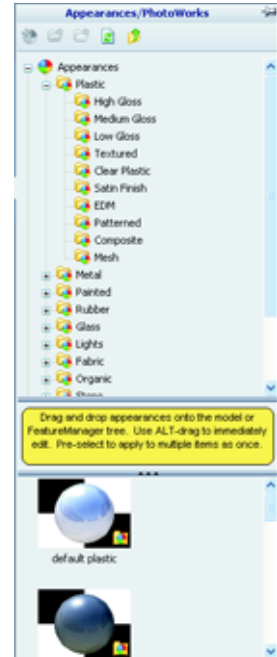 Appearances/PhotoWorks
Appearances
Plastic
High Gloss
Medium Gloss
Low Gloss
Textured
Clear Plastic
Satin Finish
EDM
Patterned
Composite
Mesh
Metal
Painted
Rubber
Glass
Lights
Fabric
Organic
Drag and drop appearances onto the model or
FeatureManager tree. Use ALT-drag to immediately
edit. Pre-select to apply to multiple items as once.
default plastic